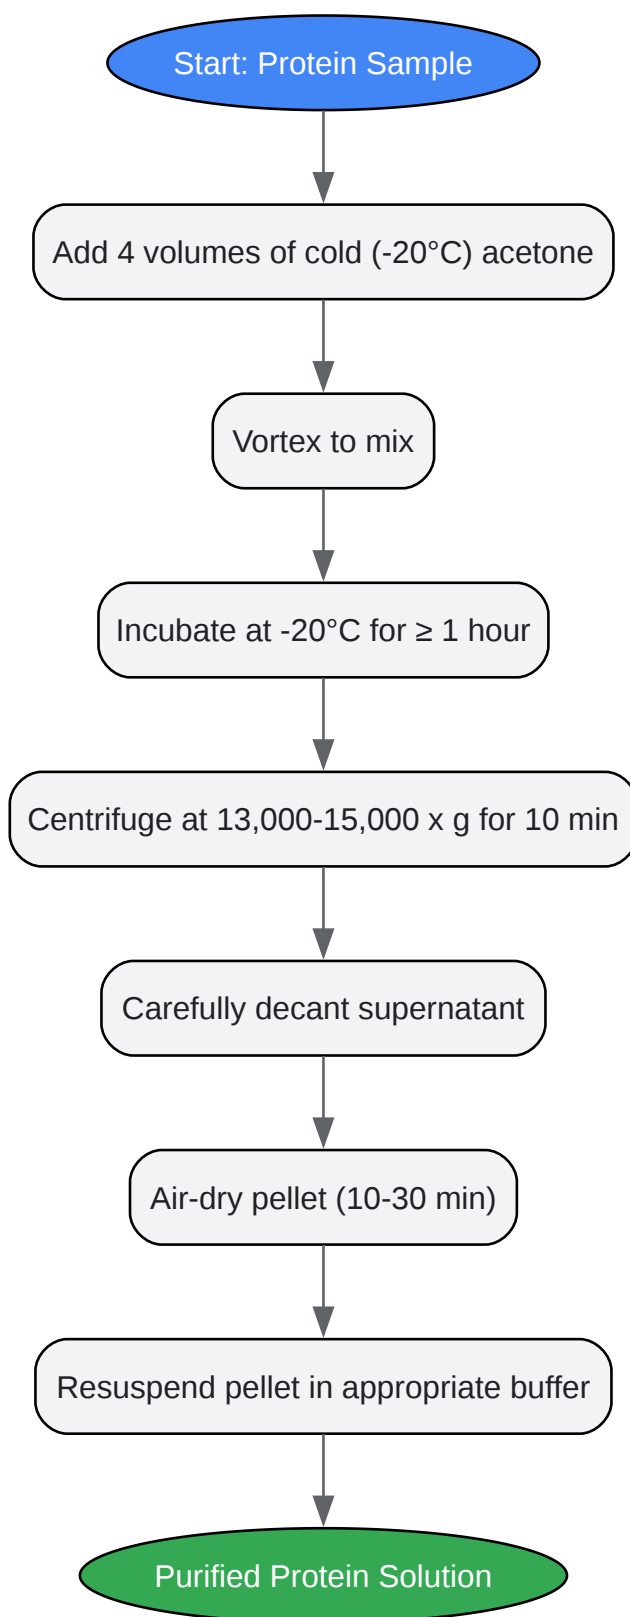 Start: Protein Sample
Add 4 volumes of cold (-20°C) acetone
Vortex to mix
Incubate at -20°C for ≥ 1 hour
Centrifuge at 13,000-15,000 x g for 10 min
Carefully decant supernatant
Air-dry pellet (10-30 min)
Resuspend pellet in appropriate buffer
Purified Protein Solution